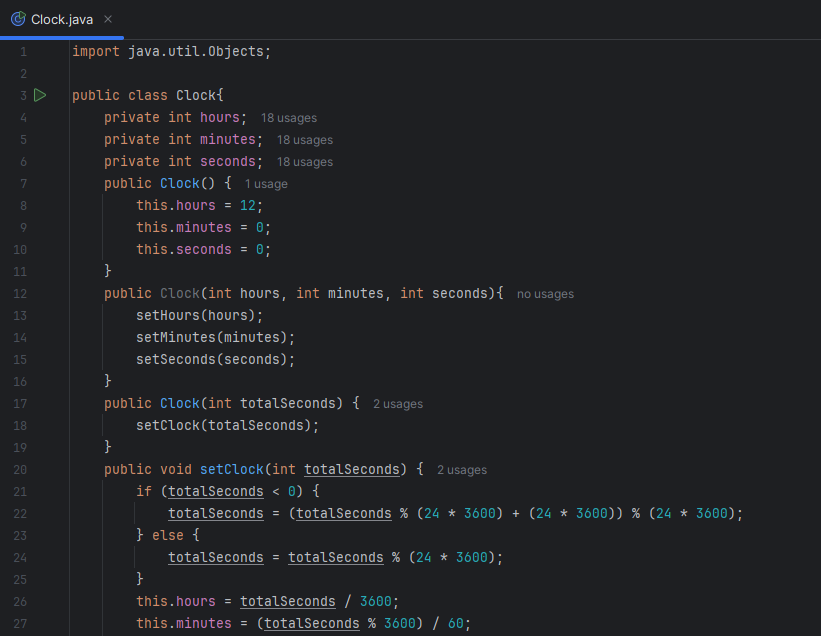 Clock.java ×
1 import java.util.Objects;
2
3 public class Clock{
4 private int hours; 18 usages
5 private int minutes; 18 usages
6 private int seconds; 18 usages
7 public Clock() { 1 usage
8 this.hours = 12;
9 this.minutes = 0;
10 this.seconds = 0;
11 }
12 public Clock(int hours, int minutes, int seconds){ no usages
13 setHours(hours);
14 setMinutes(minutes);
15 setSeconds(seconds);
16 }
17 public Clock(int totalSeconds) { 2 usages
18 setClock(totalSeconds);
19 }
20 public void setClock(int totalSeconds) { 2 usages
21 if (totalSeconds < 0) {
22 totalSeconds = (totalSeconds % (24 * 3600) + (24 * 3600)) % (24 * 3600);
23 } else {
24 totalSeconds = totalSeconds % (24 * 3600);
25 }
26 this.hours = totalSeconds / 3600;
27 this.minutes = (totalSeconds % 3600) / 60;